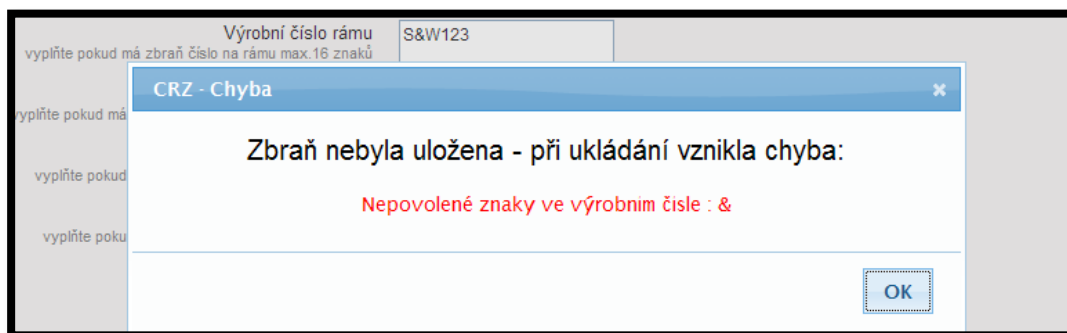 Výrobní číslo rámu
S&W123
vyplňte pokud má zbraň číslo na rámu max.16 znaků
CRZ - Chyba
vyplňte pokud má
Zbraň nebyla uložena - při ukládání vznikla chyba:
vyplňte pokud
Nepovolené znaky ve výrobnim čisle : &
vyplňte poku
OK